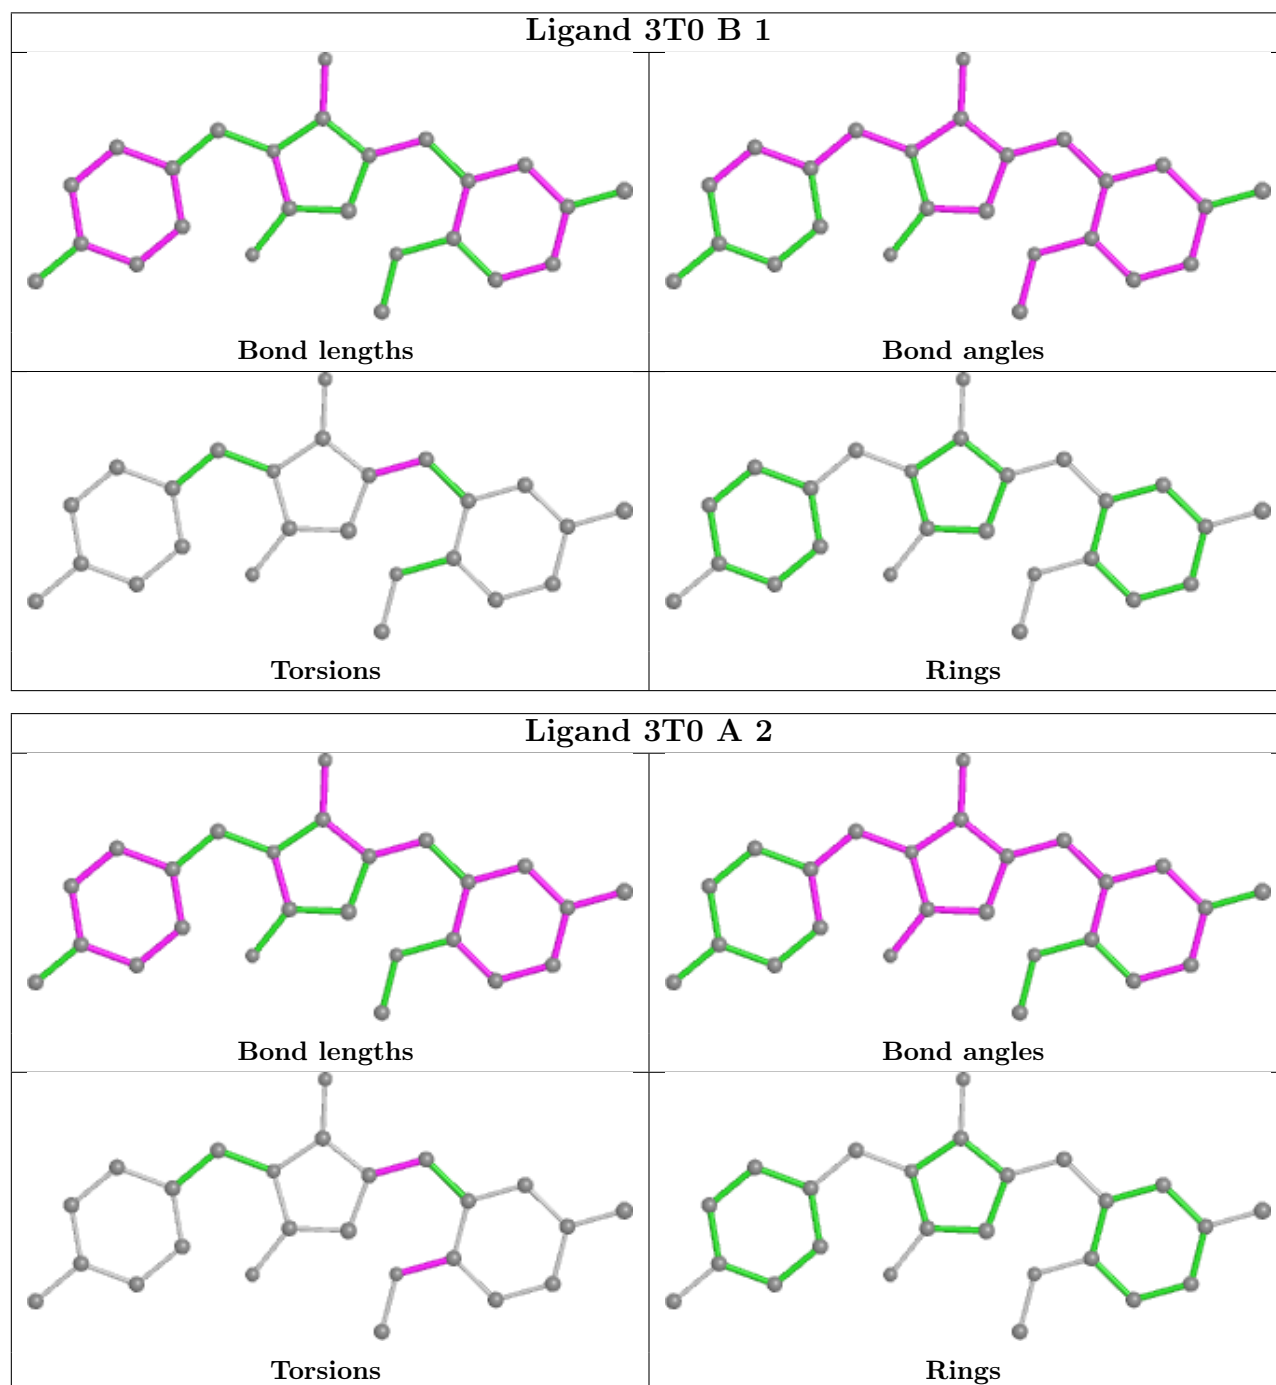 Ligand 3T0 B 1
Bond lengths
Bond angles
Torsions
Rings
Ligand 3T0 A 2
Bond lengths
Bond angles
Torsions
Rings